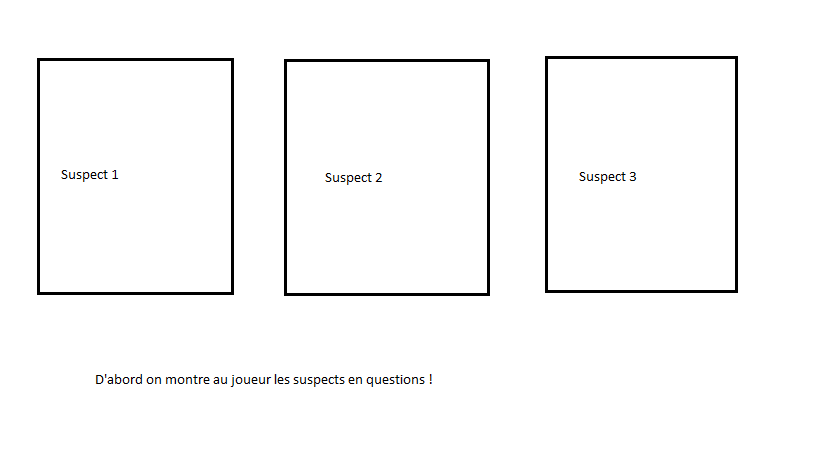 Suspect 1
Suspect 2
Suspect 3
D'abord on montre au joueur les suspects en questions !